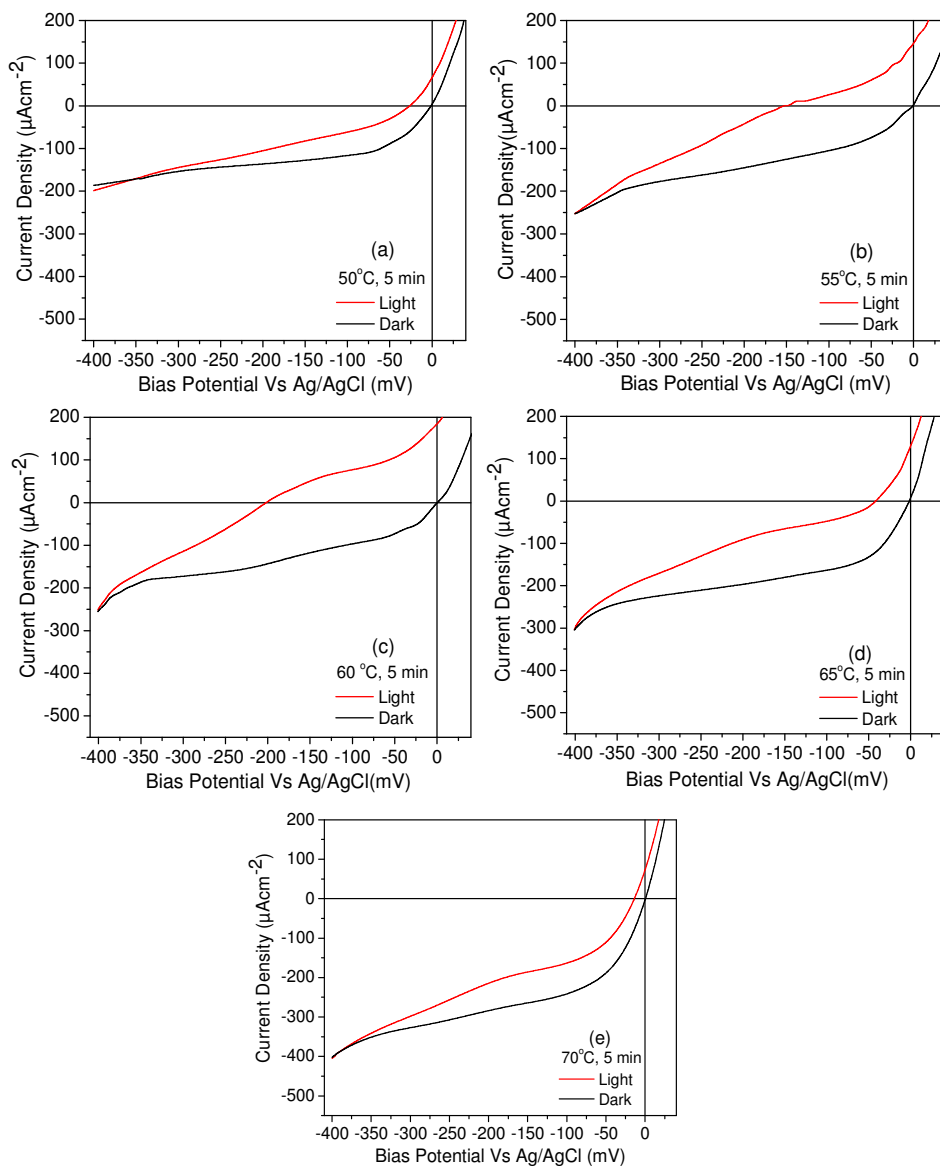 200
100
0
-100
-200
-300
-400
-500
Current Density (µAcm-2)
(a)
50oC, 5 min
Light
Dark
-400 -350 -300 -250 -200 -150 -100 -50 0
Bias Potential Vs Ag/AgCl (mV)
200
100
0
-100
-200
-300
-400
-500
Current Density(µAcm-2)
(b)
55oC, 5 min
Light
Dark
-400 -350 -300 -250 -200 -150 -100 -50 0
Bias Potential Vs Ag/AgCl (mV)
200
100
0
-100
-200
-300
-400
-500
Current Density (µAcm-2)
(c)
60 oC, 5 min
Light
Dark
-400 -350 -300 -250 -200 -150 -100 -50 0
Bias Potential Vs Ag/AgCl(mV)
200
100
0
-100
-200
-300
-400
-500
Current Density (µAcm-2)
(d)
65oC, 5 min
Light
Dark
-400 -350 -300 -250 -200 -150 -100 -50 0
Bias Potential Vs Ag/AgCl (mV)
200
100
0
-100
-200
-300
-400
-500
Current Density (µAcm-2)
(e)
70oC, 5 min
Light
Dark
-400 -350 -300 -250 -200 -150 -100 -50 0
Bias Potential Vs Ag/AgCl (mV)